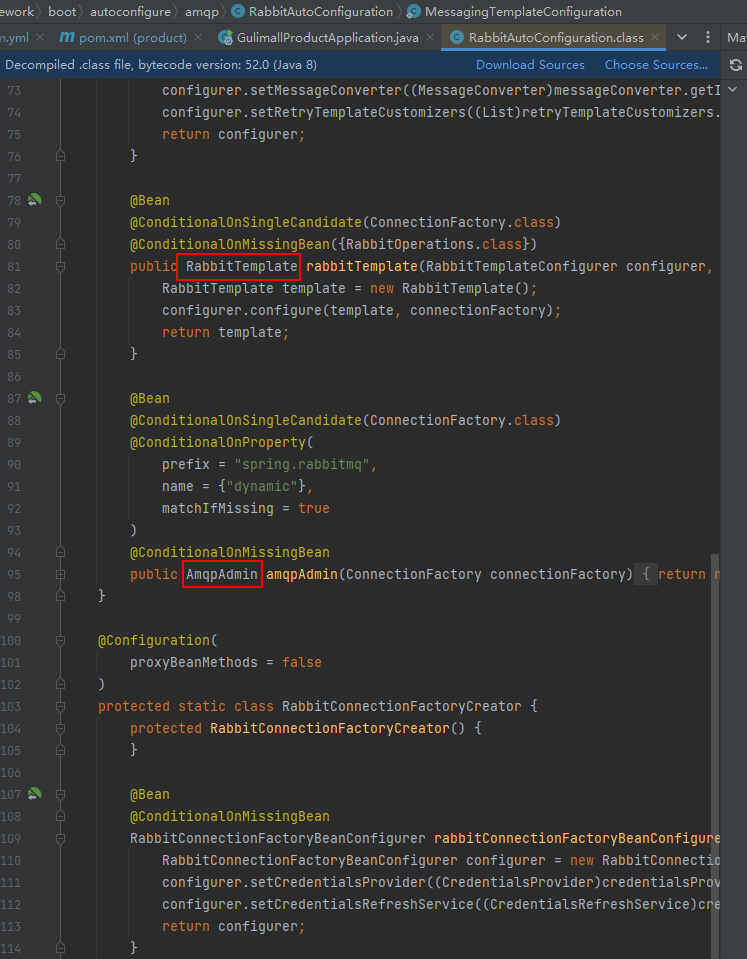 ework › boot › autoconfigure › amqp › RabbitAutoConfiguration › MessagingTemplateConfiguration
n.yml × pom.xml (product) × GulimallProductApplication.java × RabbitAutoConfiguration.class × Ma
Decompiled .class file, bytecode version: 52.0 (Java 8) Download Sources Choose Sources...
73 configurer.setMessageConverter((MessageConverter)messageConverter.getI
74 configurer.setRetryTemplateCustomizers((List)retryTemplateCustomizers.
75 return configurer;
76 }
77
78 @Bean
79 @ConditionalOnSingleCandidate(ConnectionFactory.class)
80 @ConditionalOnMissingBean({RabbitOperations.class})
81 public RabbitTemplate rabbitTemplate(RabbitTemplateConfigurer configurer,
82 RabbitTemplate template = new RabbitTemplate();
83 configurer.configure(template, connectionFactory);
84 return template;
85 }
86
87 @Bean
88 @ConditionalOnSingleCandidate(ConnectionFactory.class)
89 @ConditionalOnProperty(
90 prefix = "spring.rabbitmq",
91 name = {"dynamic"},
92 matchIfMissing = true
93 )
94 @ConditionalOnMissingBean
95 public AmqpAdmin amqpAdmin(ConnectionFactory connectionFactory) { return n
98 }
99
100 @Configuration(
101 proxyBeanMethods = false
102 )
103 protected static class RabbitConnectionFactoryCreator {
104 protected RabbitConnectionFactoryCreator() {
105 }
106
107 @Bean
108 @ConditionalOnMissingBean
109 RabbitConnectionFactoryBeanConfigurer rabbitConnectionFactoryBeanConfigure
110 RabbitConnectionFactoryBeanConfigurer configurer = new RabbitConnectio
111 configurer.setCredentialsProvider((CredentialsProvider)credentialsProv
112 configurer.setCredentialsRefreshService((CredentialsRefreshService)cre
113 return configurer;
114 }